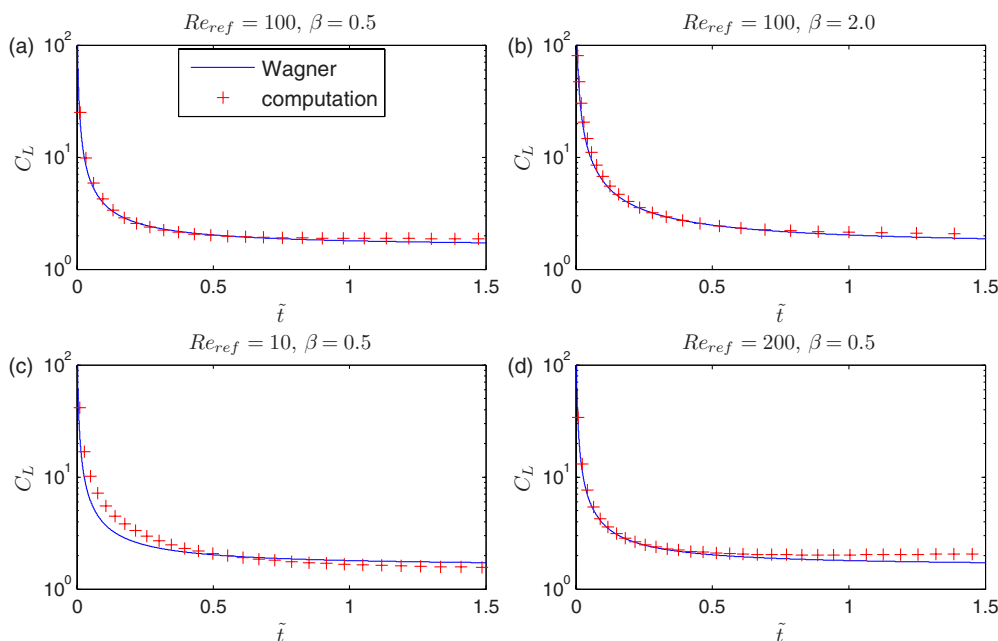 Re_ref = 100, β = 0.5
(a)
10^2
10^1
10^0
C_L
Wagner
computation
0 0.5 1 1.5
t̃
Re_ref = 100, β = 2.0
(b)
10^2
10^1
10^0
C_L
0 0.5 1 1.5
t̃
Re_ref = 10, β = 0.5
(c)
10^2
10^1
10^0
C_L
0 0.5 1 1.5
t̃
Re_ref = 200, β = 0.5
(d)
10^2
10^1
10^0
C_L
0 0.5 1 1.5
t̃